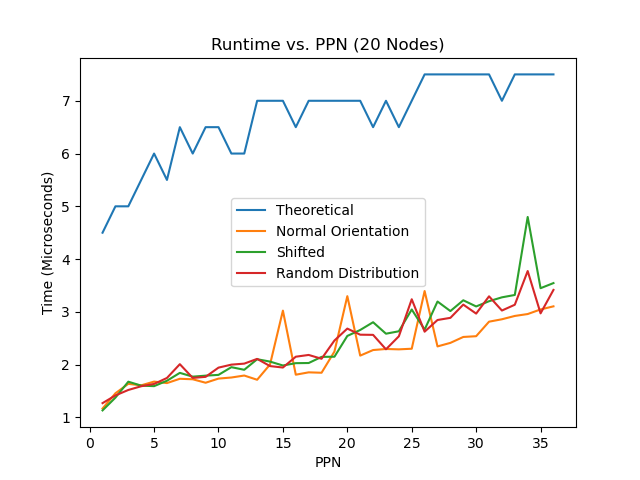 Runtime vs. PPN (20 Nodes)
Time (Microseconds)
7
6
5
4
3
2
1
Theoretical
Normal Orientation
Shifted
Random Distribution
0 5 10 15 20 25 30 35
PPN